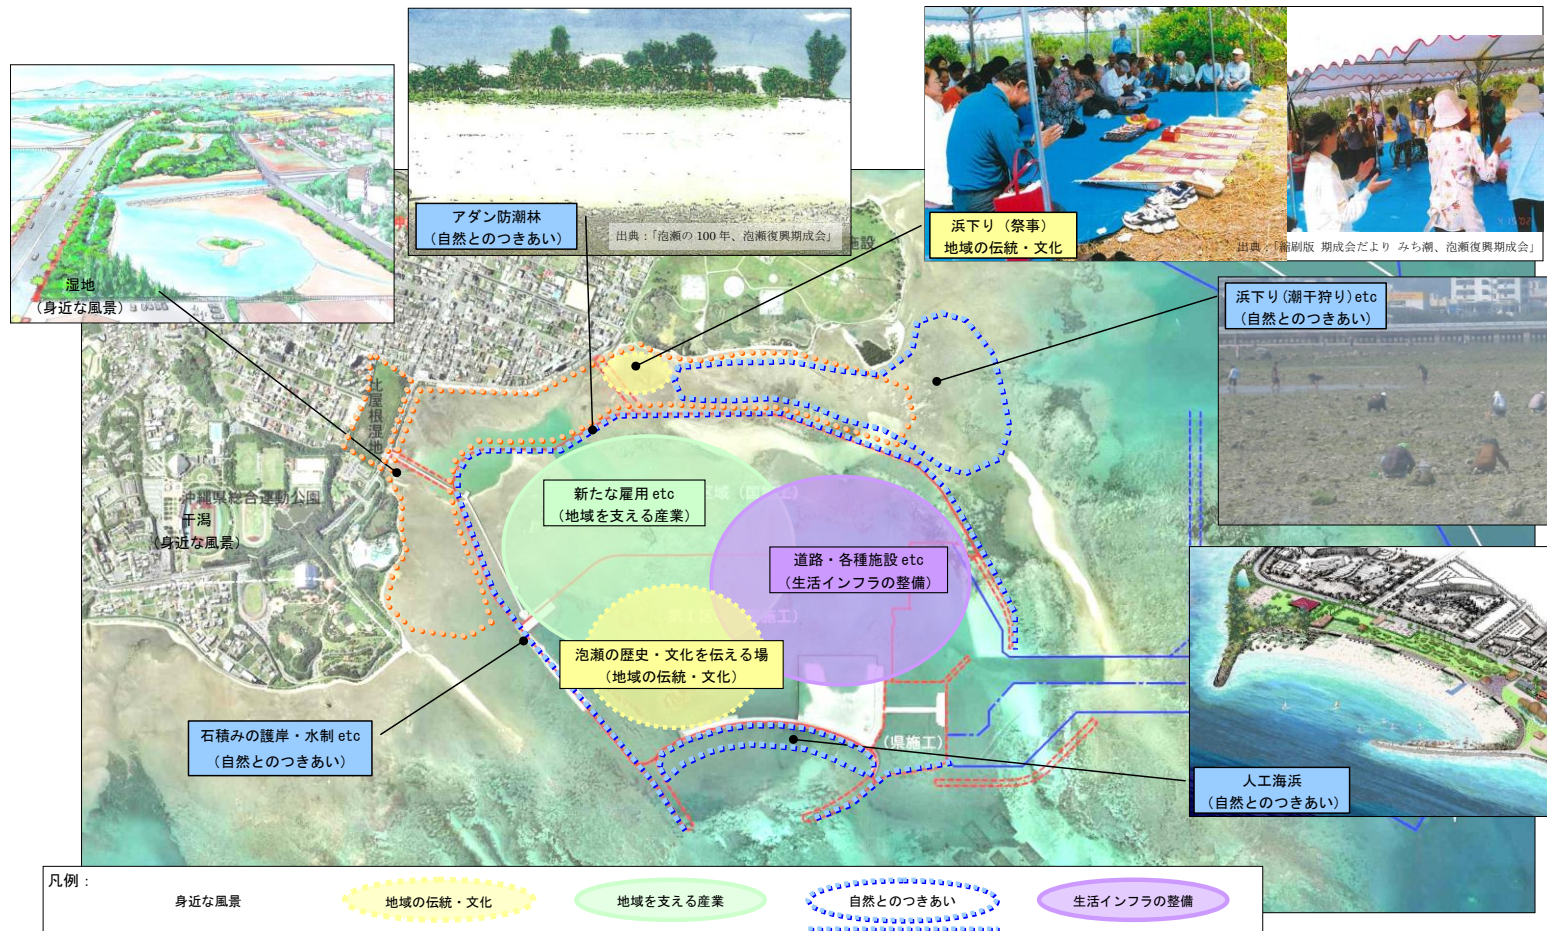 湿地
(身近な風景)
アダン防潮林
(自然とのつきあい)
出典:「泡瀬の100年、泡瀬復興期成会」
施設
浜下り(祭事)
地域の伝統・文化
出典:「縮刷版 期成会だより みち潮、泡瀬復興期成会」
浜下り(潮干狩り)etc
(自然とのつきあい)
比屋根湿地
沖縄県総合運動公園
干潟
(身近な風景)
新たな雇用 etc
(地域を支える産業)
道路・各種施設 etc
(生活インフラの整備)
泡瀬の歴史・文化を伝える場
(地域の伝統・文化)
石積みの護岸・水制 etc
(自然とのつきあい)
(県施工)
人工海浜
(自然とのつきあい)
凡例:
身近な風景
地域の伝統・文化
地域を支える産業
自然とのつきあい
生活インフラの整備